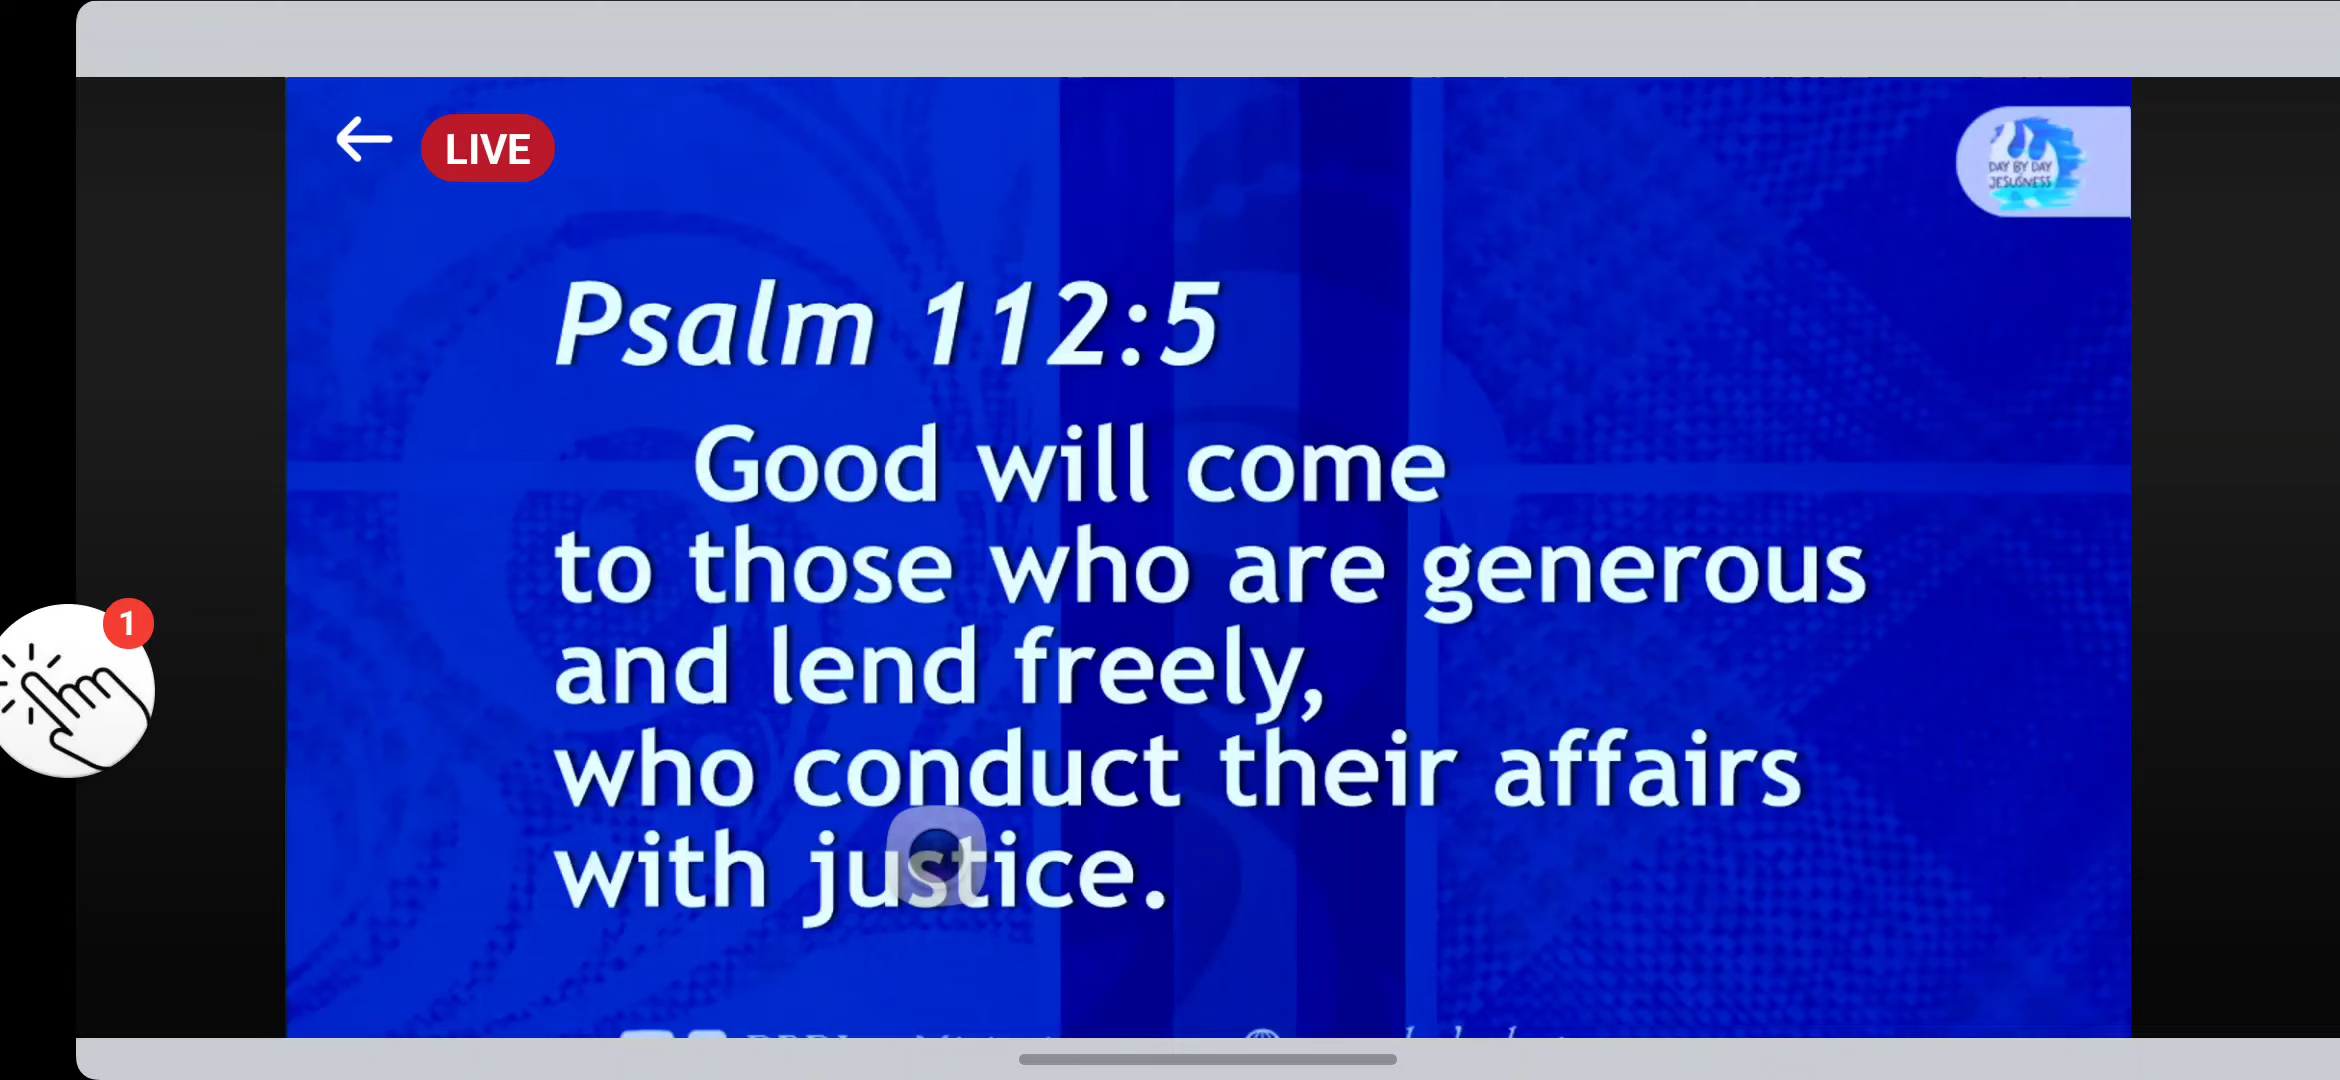 LIVE
DAY BY DAY
JESUSNESS
Psalm 112:5
Good will come
to those who are generous
and lend freely,
who conduct their affairs
with justice.
1